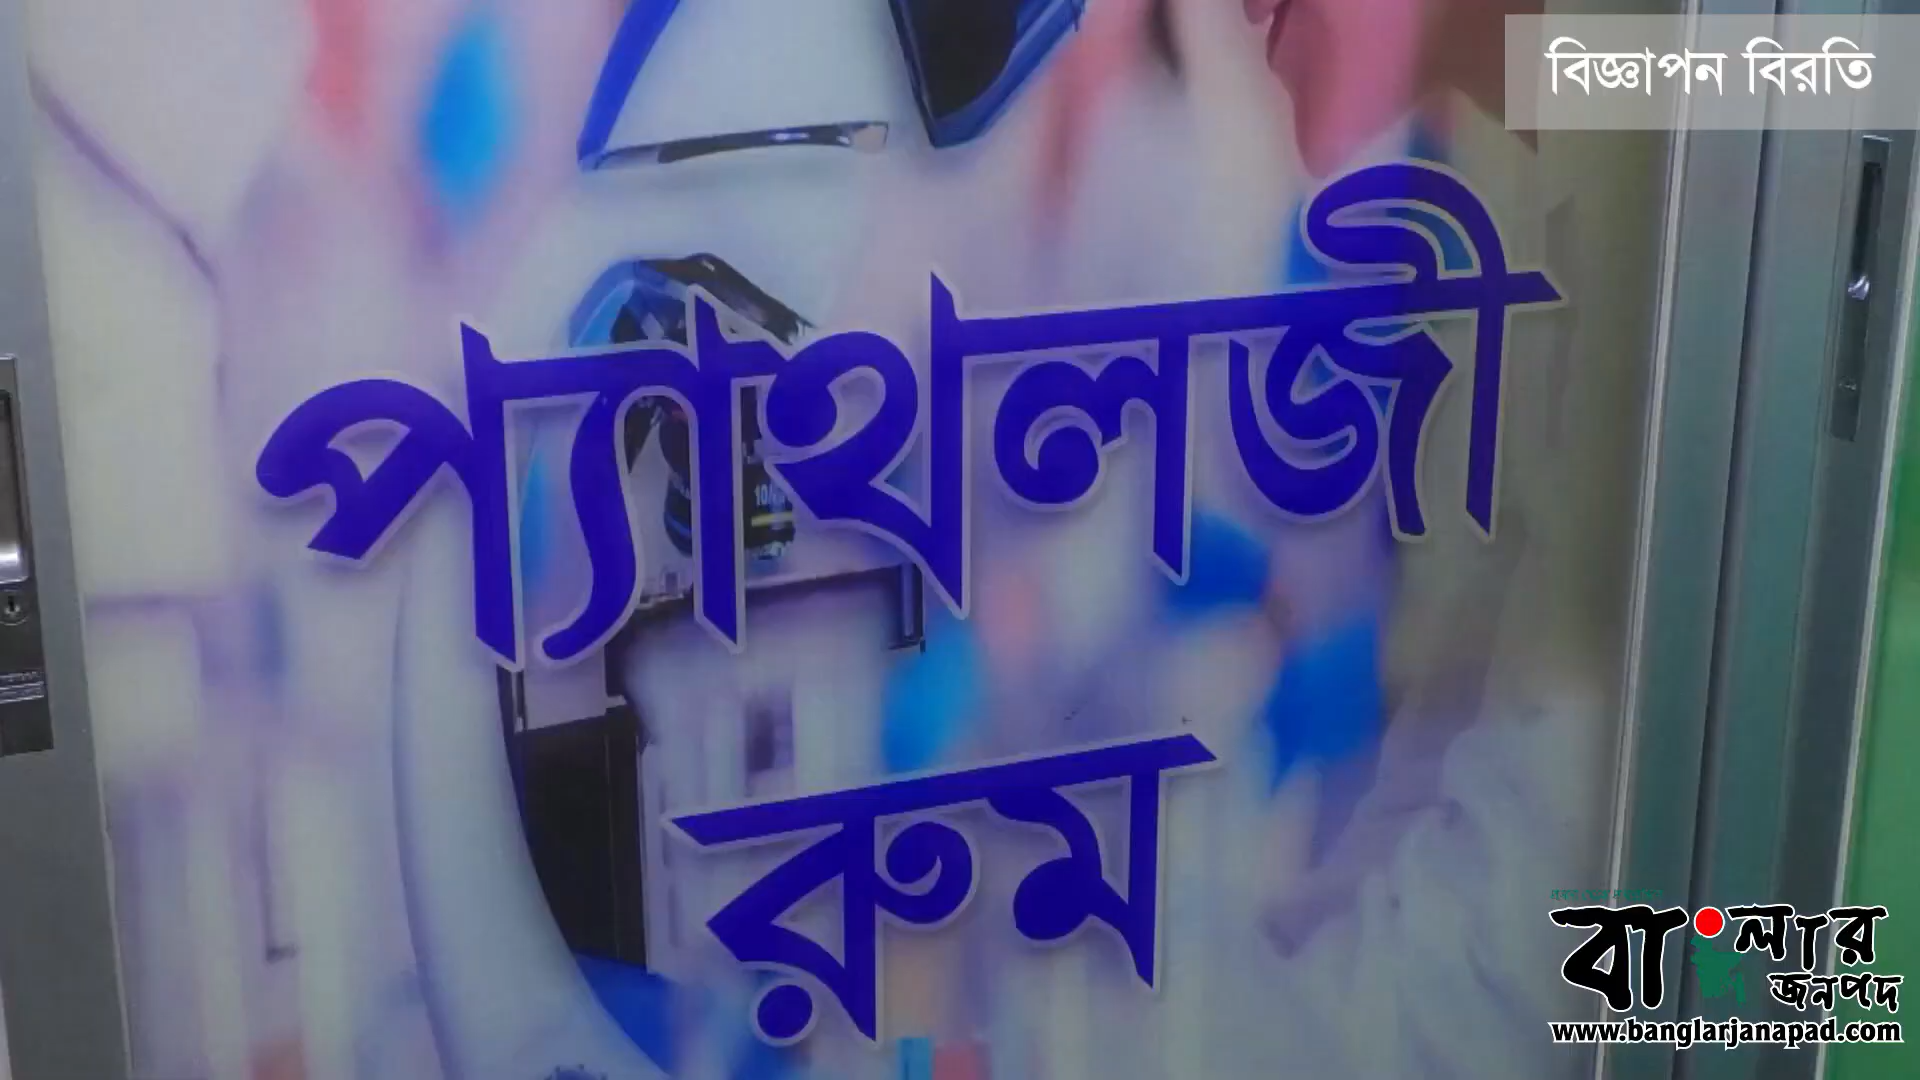 বিজ্ঞাপন বিরতি
প্যাথলজী
রুম
বাংলার
জনপদ
www.banglarjanapad.com